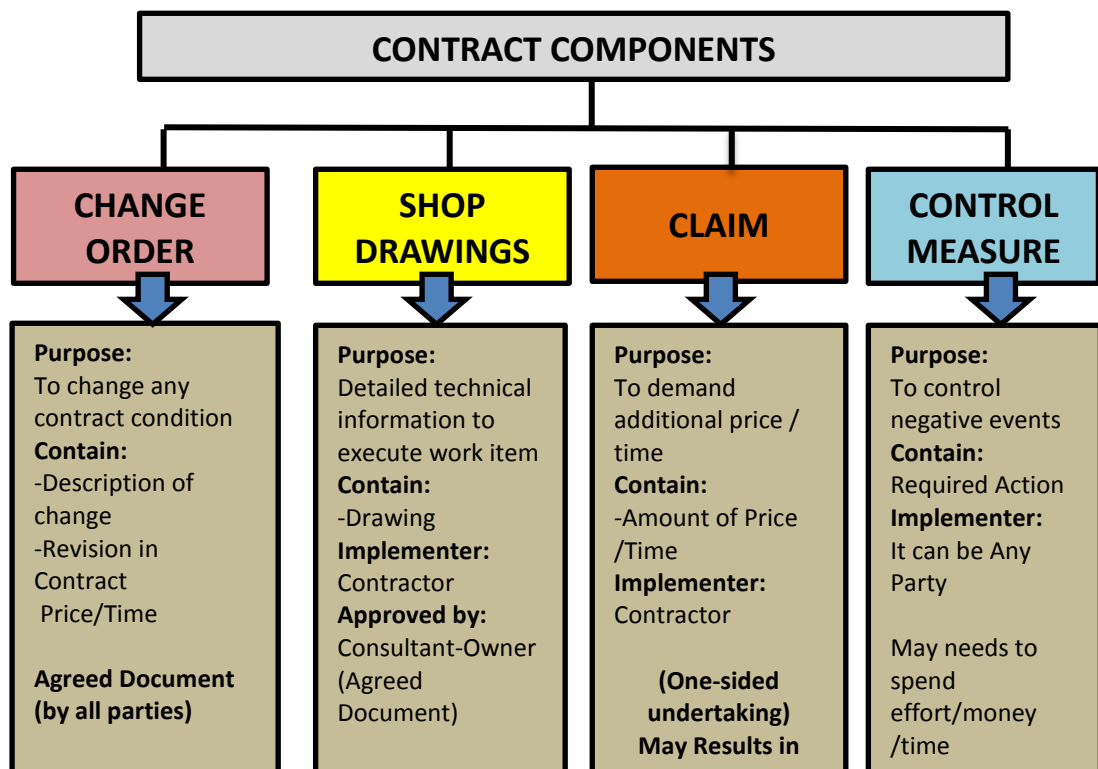 CONTRACT COMPONENTS
CHANGE
ORDER
SHOP
DRAWINGS
CLAIM
CONTROL
MEASURE
Purpose:
To change any
contract condition
Contain:
-Description of
change
-Revision in
Contract
Price/Time
Agreed Document
(by all parties)
Purpose:
Detailed technical
information to
execute work item
Contain:
-Drawing
Implementer:
Contractor
Approved by:
Consultant-Owner
(Agreed
Document)
Purpose:
To demand
additional price /
time
Contain:
-Amount of Price
/Time
Implementer:
Contractor
(One-sided
undertaking)
May Results in
Purpose:
To control
negative events
Contain:
Required Action
Implementer:
It can be Any
Party
May needs to
spend
effort/money
/time